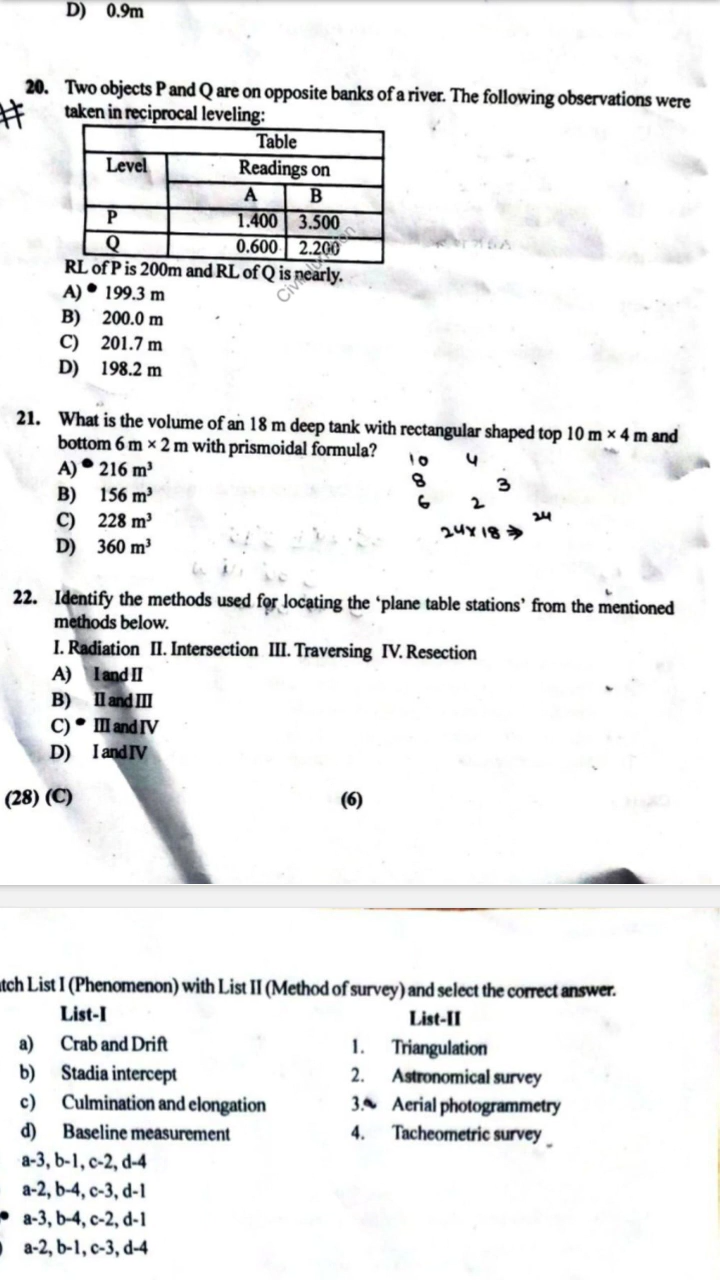 D) 0.9m
20. Two objects P and Q are on opposite banks of a river. The following observations were
# taken in reciprocal leveling:
Table
Level Readings on
A B
P 1.400 3.500
Q 0.600 2.200
RL of P is 200m and RL of Q is nearly.
A) • 199.3 m
B) 200.0 m
C) 201.7 m
D) 198.2 m
21. What is the volume of an 18 m deep tank with rectangular shaped top 10 m × 4 m and
bottom 6 m × 2 m with prismoidal formula?
A) • 216 m³
B) 156 m³
C) 228 m³
D) 360 m³
10 4
8 3
6 2
24
24×18 ⇒
22. Identify the methods used for locating the ‘plane table stations’ from the mentioned
methods below.
I. Radiation II. Intersection III. Traversing IV. Resection
A) I and II
B) II and III
C) • III and IV
D) I and IV
(28) (C) (6)
tch List I (Phenomenon) with List II (Method of survey) and select the correct answer.
List-I List-II
a) Crab and Drift 1. Triangulation
b) Stadia intercept 2. Astronomical survey
c) Culmination and elongation 3. Aerial photogrammetry
d) Baseline measurement 4. Tacheometric survey
a-3, b-1, c-2, d-4
a-2, b-4, c-3, d-1
• a-3, b-4, c-2, d-1
) a-2, b-1, c-3, d-4